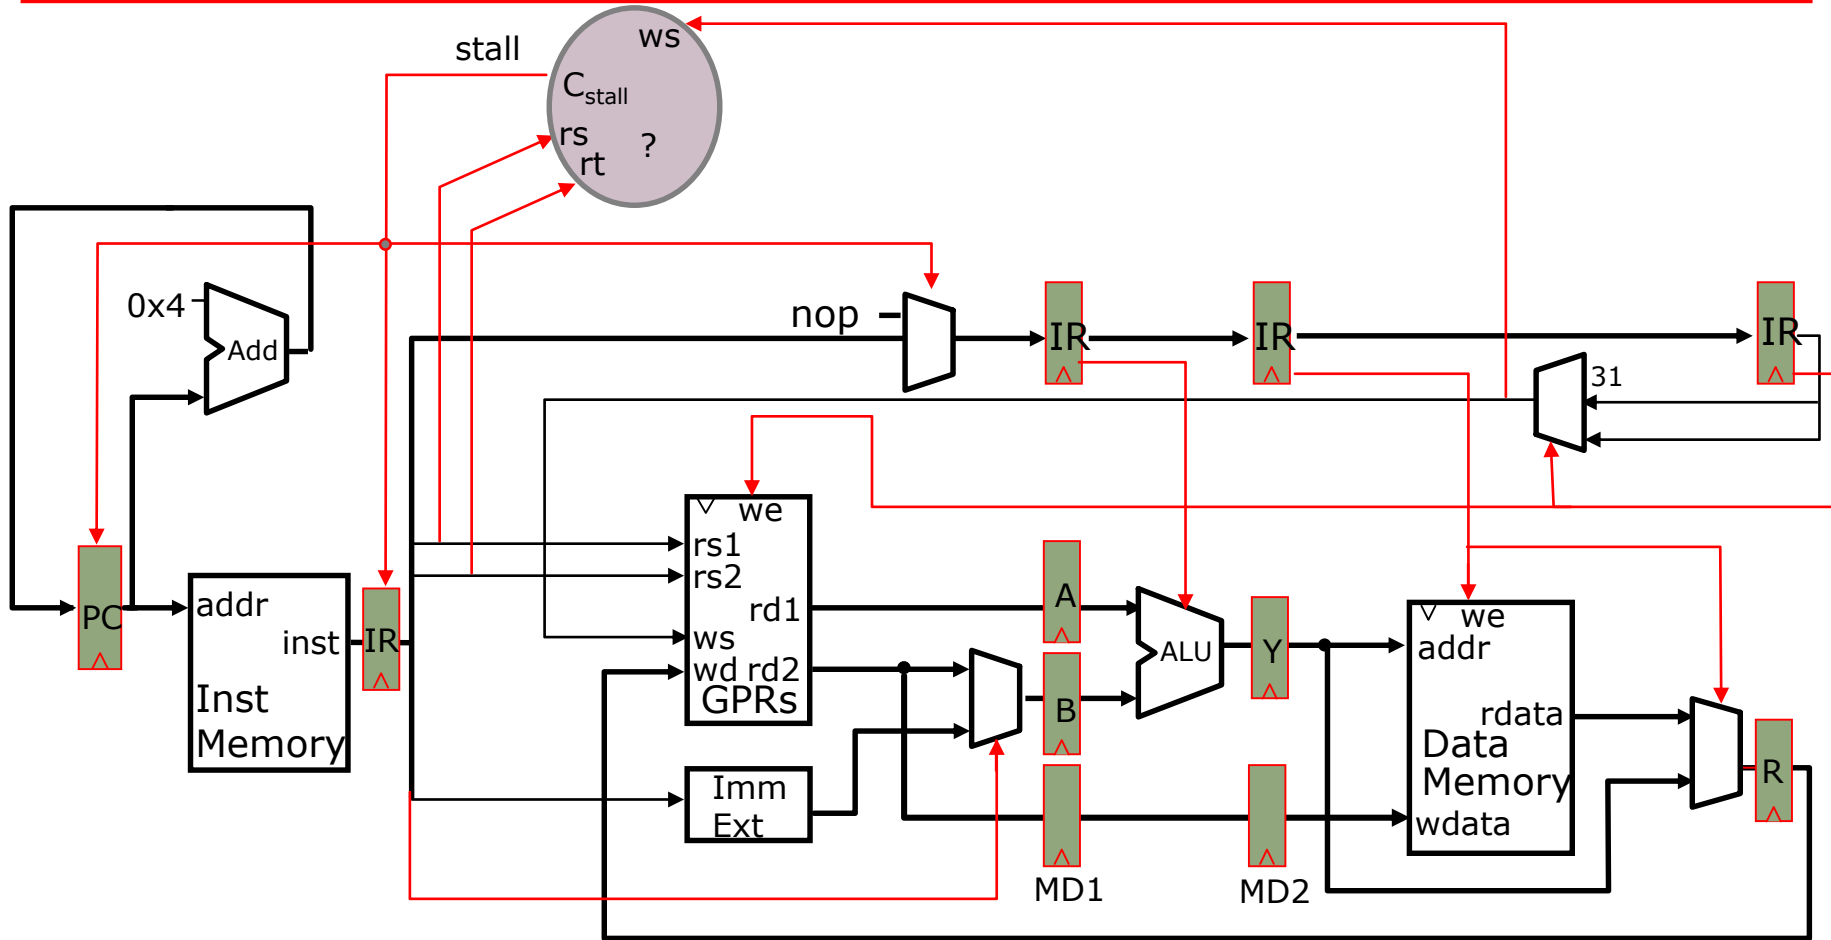 ws
stall
C_stall
rs
?
rt
0x4
nop
Add
IR
IR
IR
31
we
rs1
rs2
rd1
ws
wd rd2
GPRs
PC
addr
inst
Inst
Memory
IR
A
B
ALU
Y
we
addr
rdata
Data
Memory
wdata
R
Imm
Ext
MD1
MD2